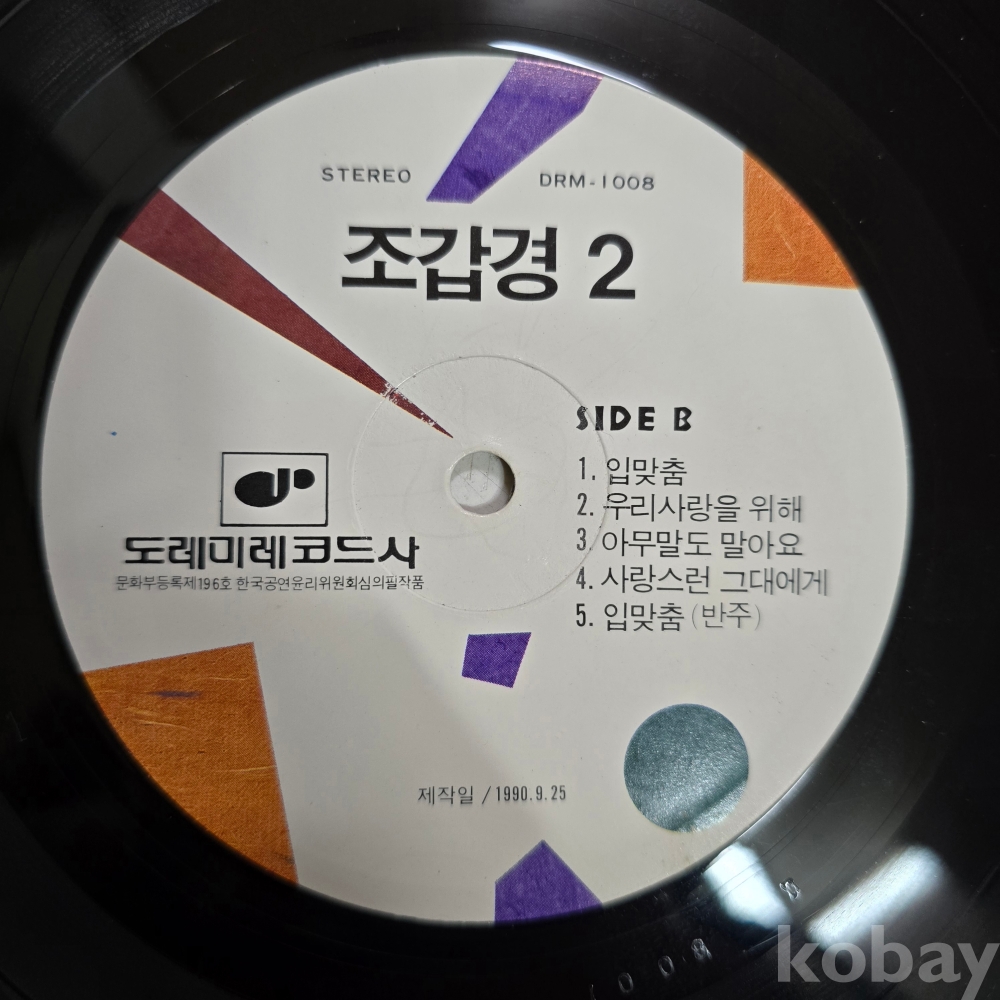 STEREO DRM-1008
조갑경 2
SIDE B
1. 입맞춤
2. 우리사랑을 위해
3. 아무말도 말아요
4. 사랑스런 그대에게
5. 입맞춤 (반주)
도레미레코드사
문화부등록제196호 한국공연윤리위원회심의필작품
제작일 / 1990.9.25
kobay